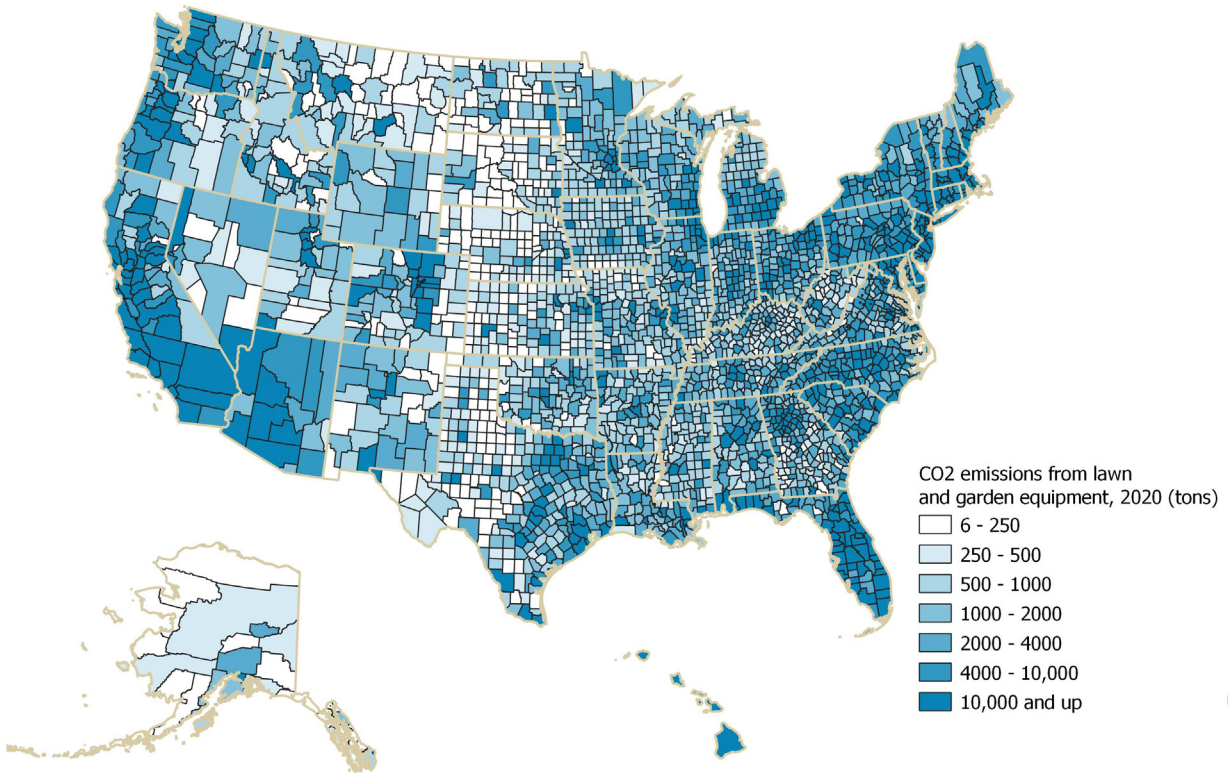 CO2 emissions from lawn
and garden equipment, 2020 (tons)
6 - 250
250 - 500
500 - 1000
1000 - 2000
2000 - 4000
4000 - 10,000
10,000 and up